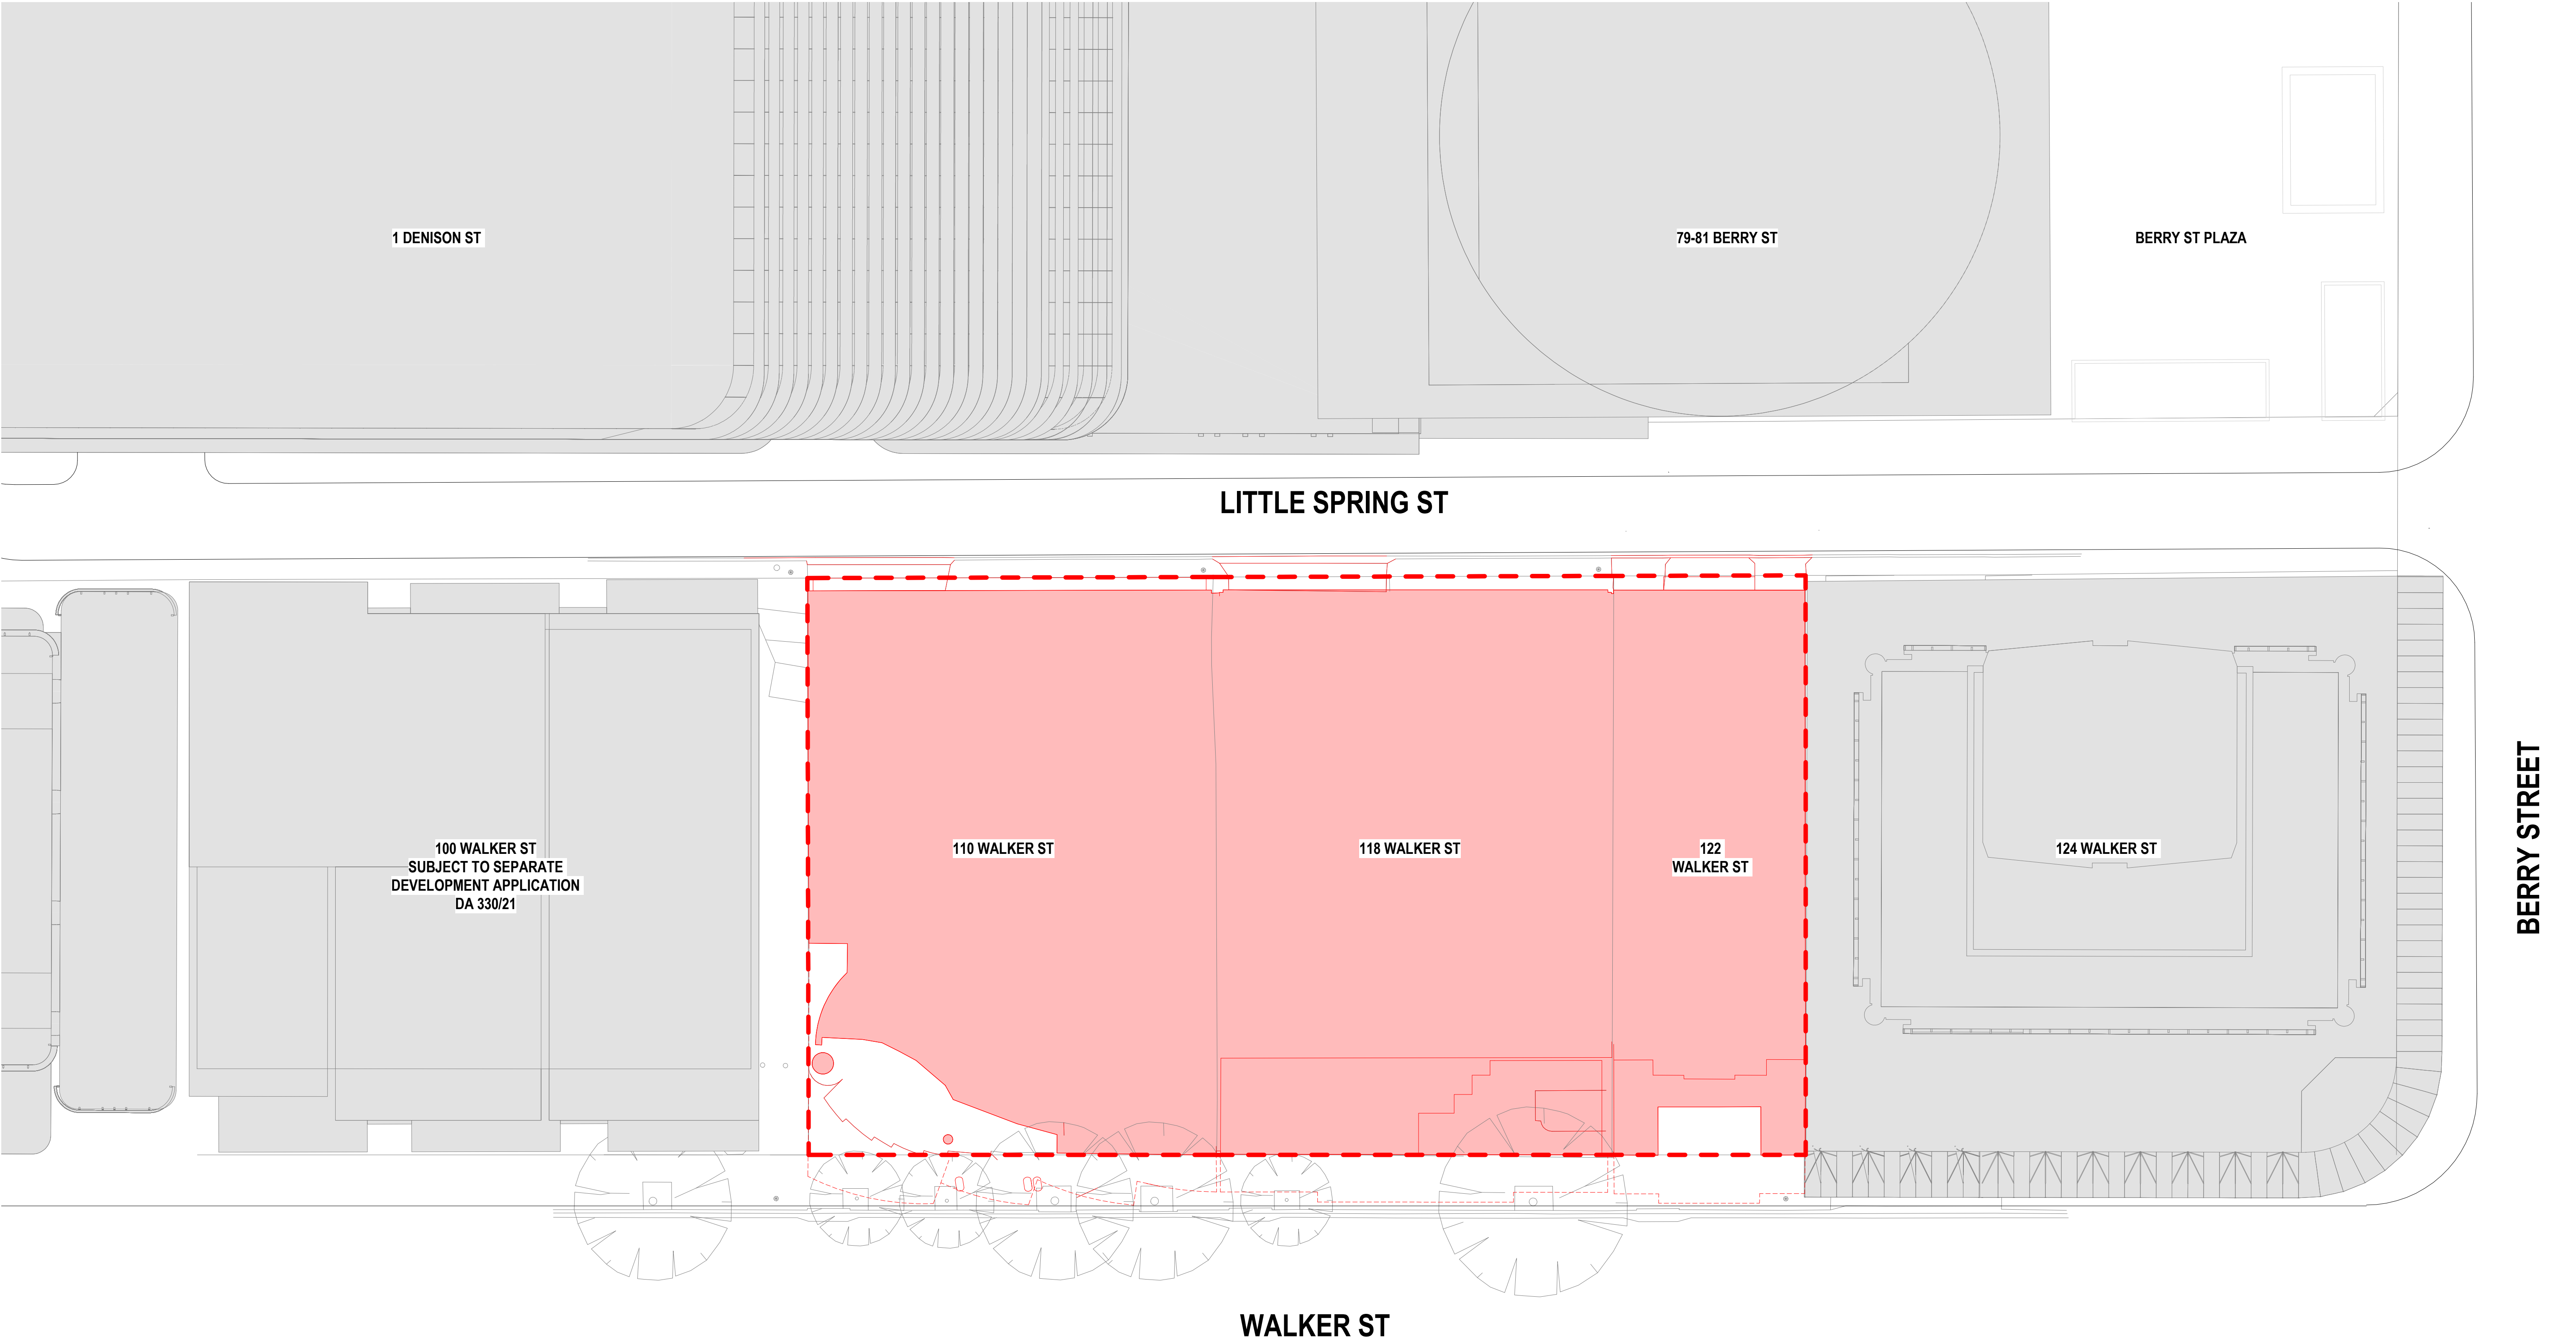 1 DENISON ST
79-81 BERRY ST
BERRY ST PLAZA
LITTLE SPRING ST
100 WALKER ST
SUBJECT TO SEPARATE
DEVELOPMENT APPLICATION
DA 330/21
110 WALKER ST
118 WALKER ST
122
WALKER ST
124 WALKER ST
BERRY STREET
WALKER ST